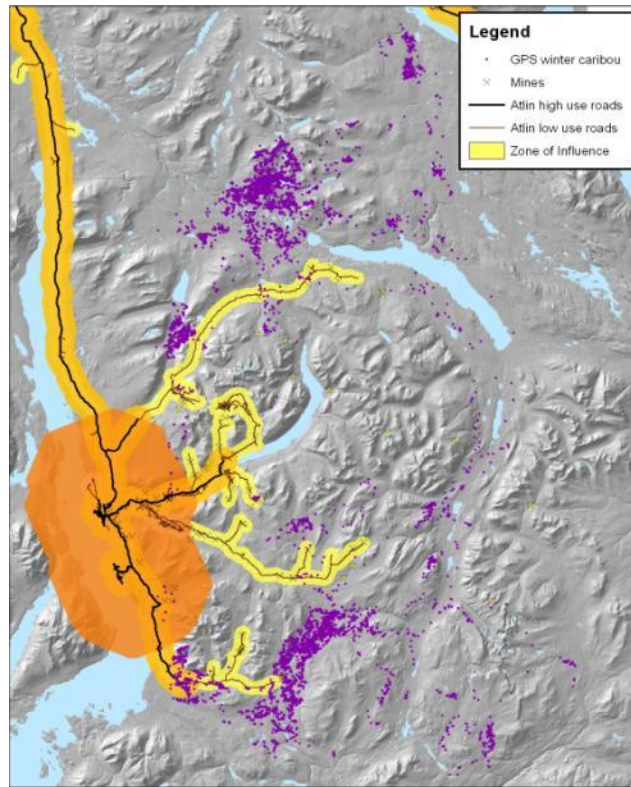 Legend
GPS winter caribou
Mines
Atlin high use roads
Atlin low use roads
Zone of Influence